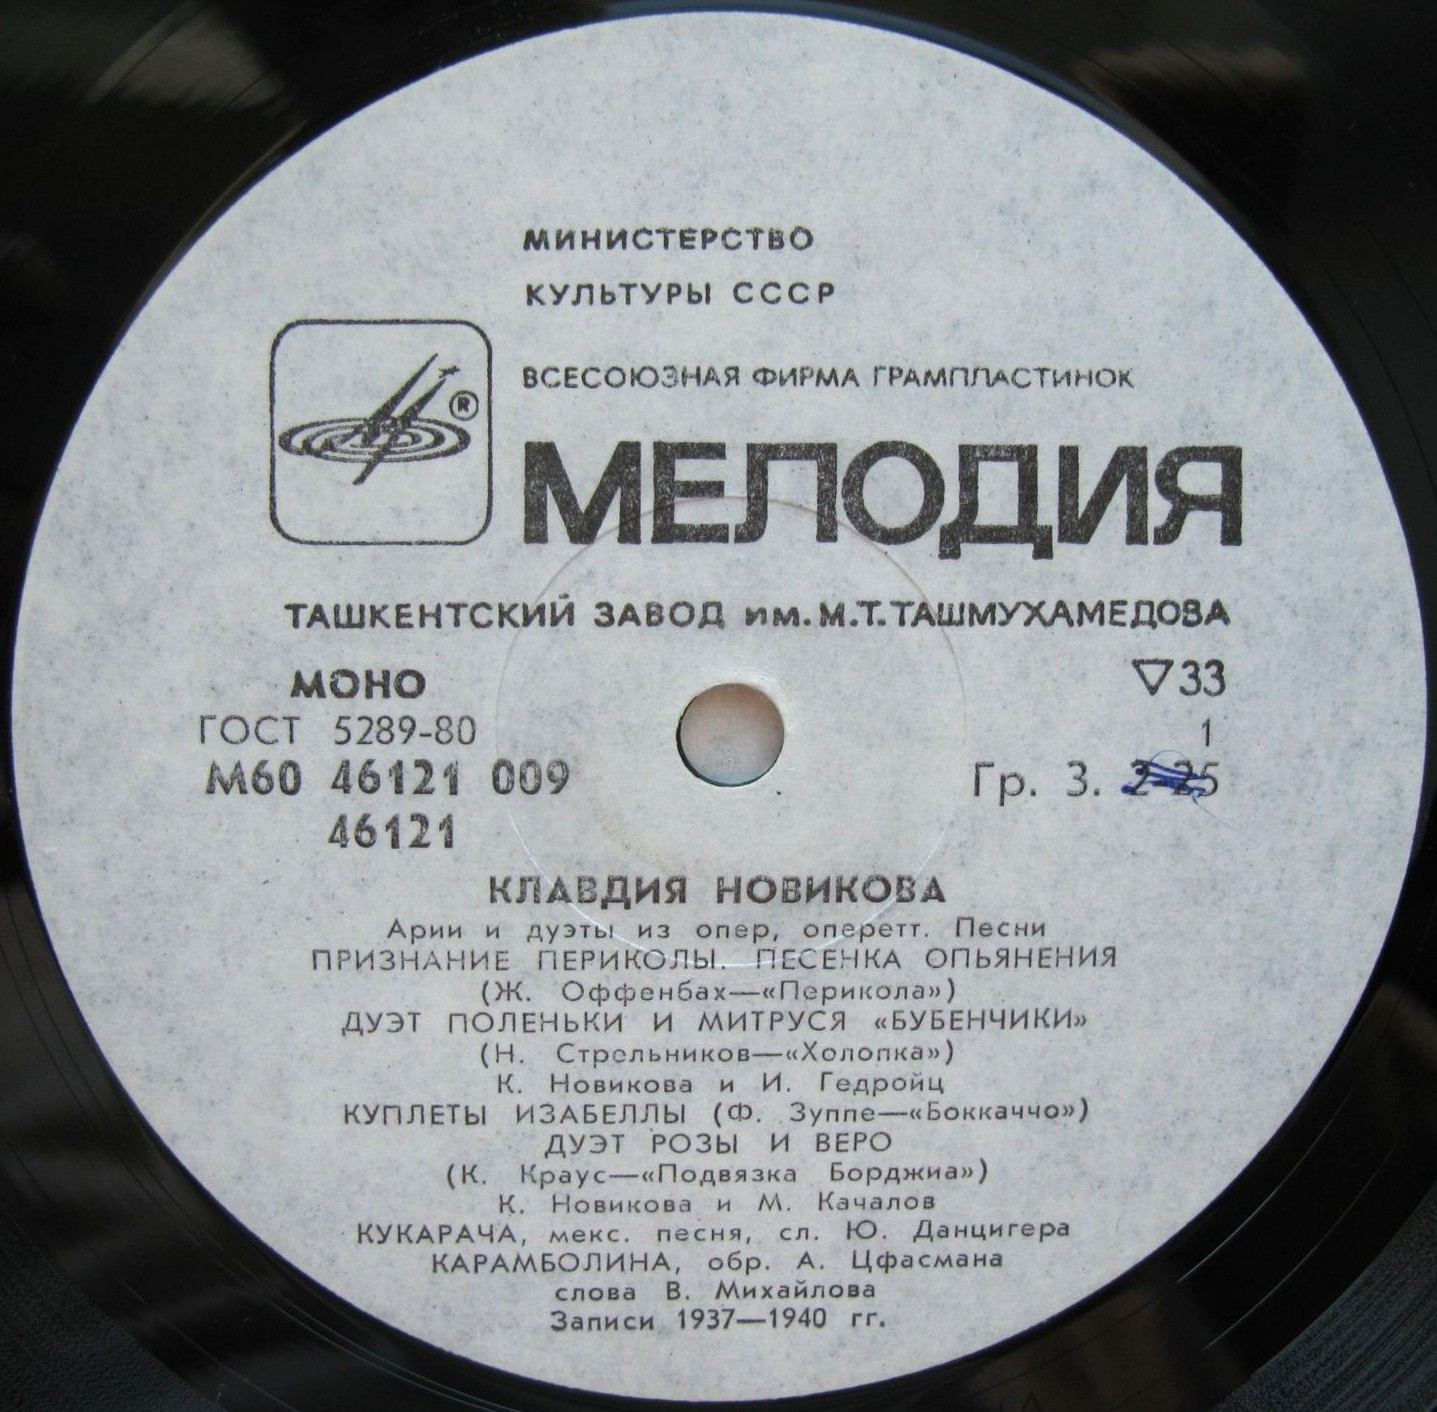 МИНИСТЕРСТВО
КУЛЬТУРЫ СССР
ВСЕСОЮЗНАЯ ФИРМА ГРАМПЛАСТИНОК
®
МЕЛОДИЯ
ТАШКЕНТСКИЙ ЗАВОД им. М.Т. ТАШМУХАМЕДОВА
МОНО ▽33
ГОСТ 5289-80 1
М60 46121 009 Гр. 3. 2-25
46121
КЛАВДИЯ НОВИКОВА
Арии и дуэты из опер, оперетт. Песни
ПРИЗНАНИЕ ПЕРИКОЛЫ. ПЕСЕНКА ОПЬЯНЕНИЯ
(Ж. Оффенбах—«Перикола»)
ДУЭТ ПОЛЕНЬКИ И МИТРУСЯ «БУБЕНЧИКИ»
(Н. Стрельников—«Холопка»)
К. Новикова и И. Гедройц
КУПЛЕТЫ ИЗАБЕЛЛЫ (Ф. Зуппе—«Боккаччо»)
ДУЭТ РОЗЫ И ВЕРО
(К. Краус—«Подвязка Борджиа»)
К. Новикова и М. Качалов
КУКАРАЧА, мекс. песня, сл. Ю. Данцигера
КАРАМБОЛИНА, обр. А. Цфасмана
слова В. Михайлова
Записи 1937—1940 гг.